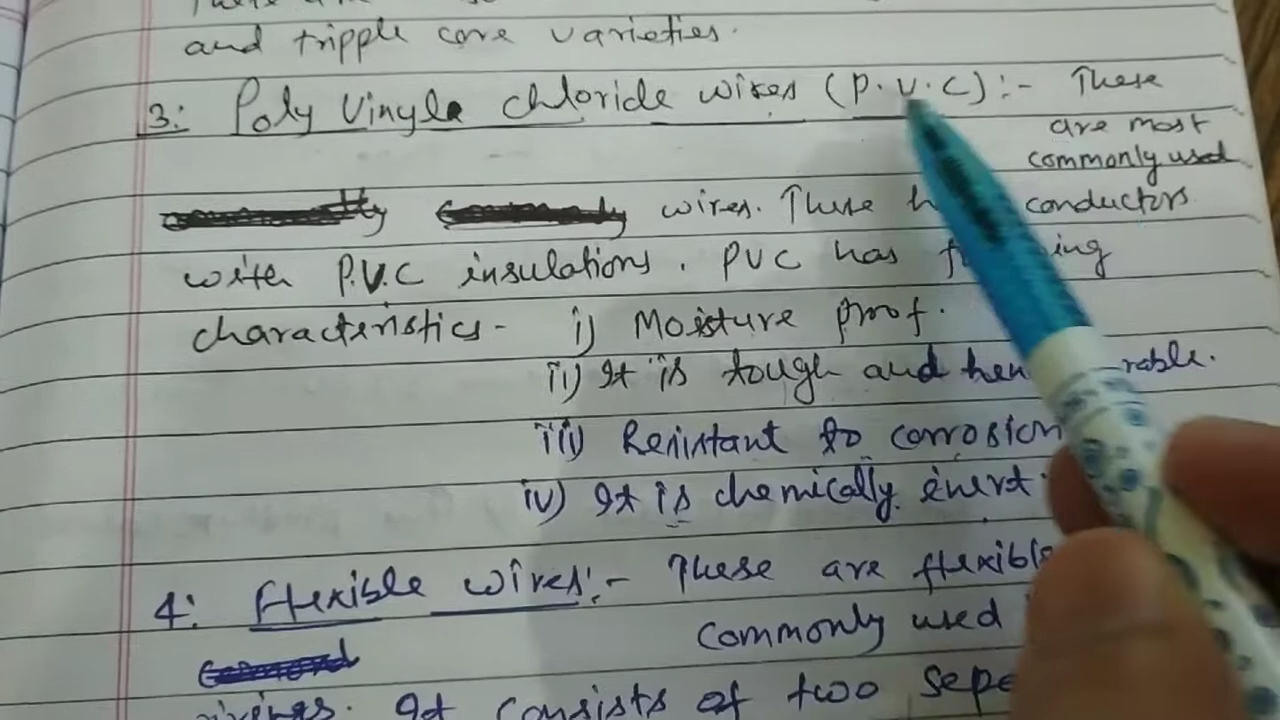 and tripple core varieties.
3: Poly Vinyle chloride wires (P.V.C) :- These
are most
commonly used
wires. These conductors
with P.V.C insulations. PVC has
characteristics - i) Moisture proof.
ii) It is tough and
iii) Resistant to corrosion
iv) It is chemically inert.
4: Flexible wires:- These are flexible
commonly used
It consists of two